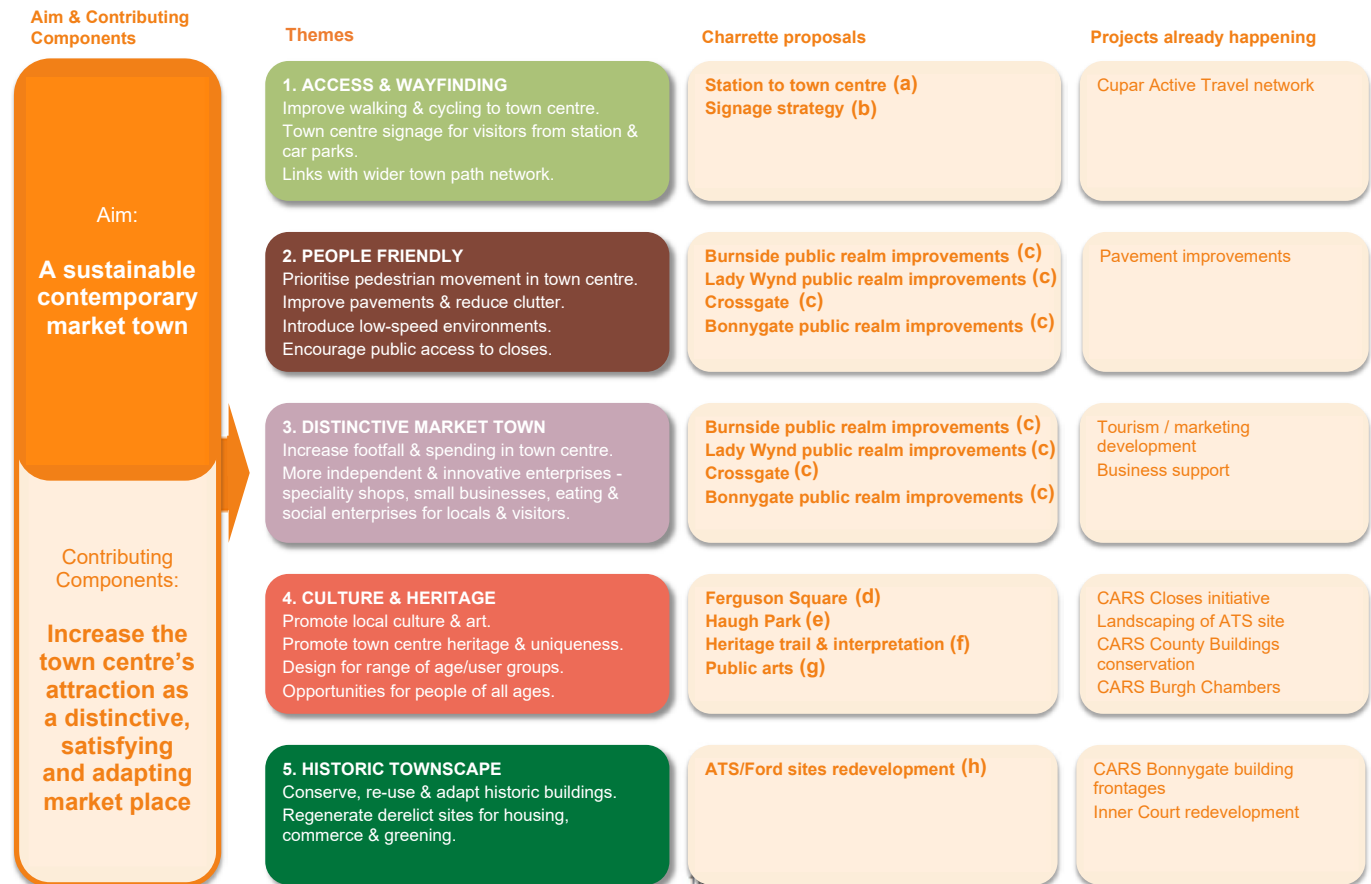 Aim & Contributing
Components
Themes
Charrette proposals
Projects already happening
Aim:
A sustainable
contemporary
market town
Contributing
Components:
Increase the
town centre’s
attraction as
a distinctive,
satisfying
and adapting
market place
1. ACCESS & WAYFINDING
Improve walking & cycling to town centre.
Town centre signage for visitors from station &
car parks.
Links with wider town path network.
Station to town centre (a)
Signage strategy (b)
Cupar Active Travel network
2. PEOPLE FRIENDLY
Prioritise pedestrian movement in town centre.
Improve pavements & reduce clutter.
Introduce low-speed environments.
Encourage public access to closes.
Burnside public realm improvements (c)
Lady Wynd public realm improvements (c)
Crossgate (c)
Bonnygate public realm improvements (c)
Pavement improvements
3. DISTINCTIVE MARKET TOWN
Increase footfall & spending in town centre.
More independent & innovative enterprises -
speciality shops, small businesses, eating &
social enterprises for locals & visitors.
Burnside public realm improvements (c)
Lady Wynd public realm improvements (c)
Crossgate (c)
Bonnygate public realm improvements (c)
Tourism / marketing
development
Business support
4. CULTURE & HERITAGE
Promote local culture & art.
Promote town centre heritage & uniqueness.
Design for range of age/user groups.
Opportunities for people of all ages.
Ferguson Square (d)
Haugh Park (e)
Heritage trail & interpretation (f)
Public arts (g)
CARS Closes initiative
Landscaping of ATS site
CARS County Buildings
conservation
CARS Burgh Chambers
5. HISTORIC TOWNSCAPE
Conserve, re-use & adapt historic buildings.
Regenerate derelict sites for housing,
commerce & greening.
ATS/Ford sites redevelopment (h)
CARS Bonnygate building
frontages
Inner Court redevelopment